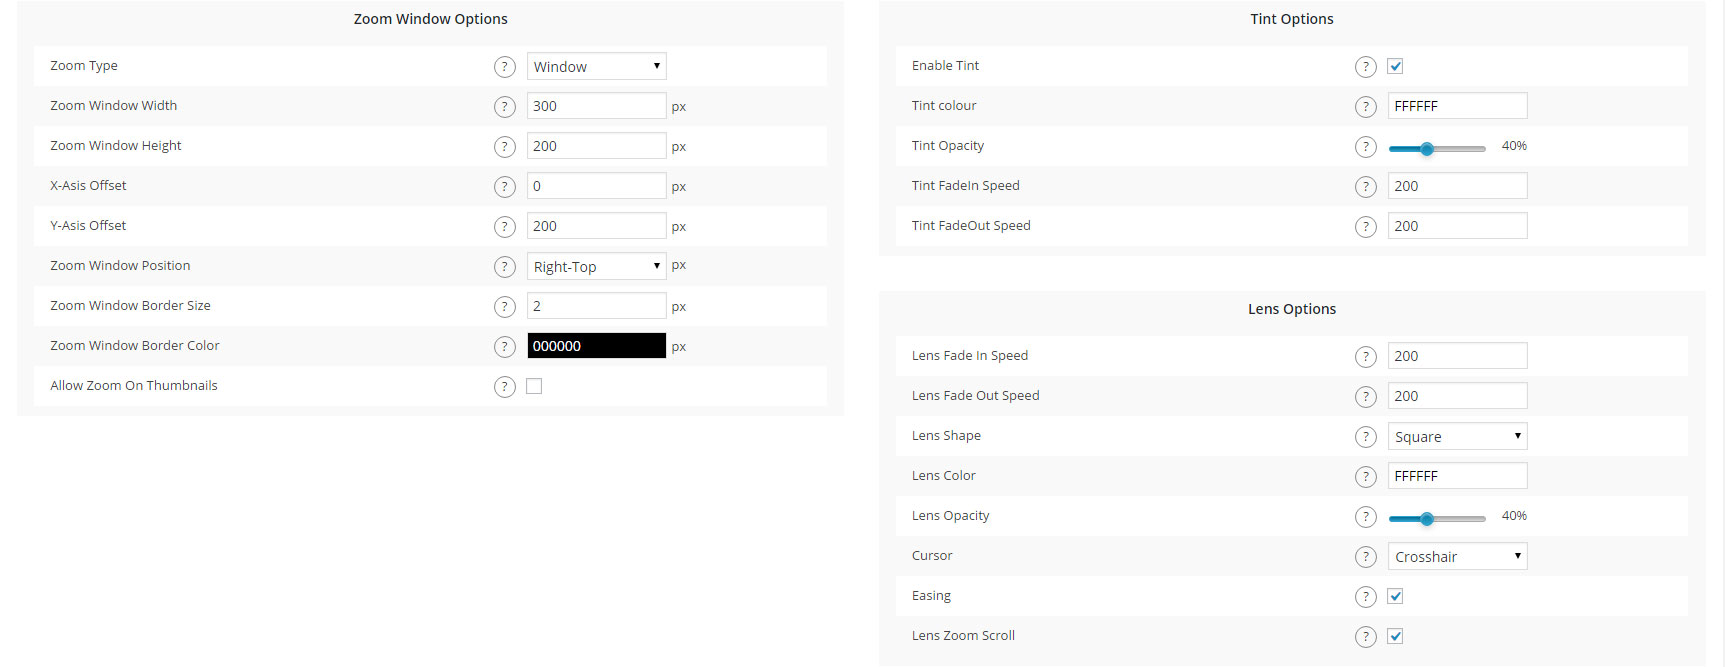 Zoom Window Options
Zoom Type ? Window
Zoom Window Width ? 300 px
Zoom Window Height ? 200 px
X-Asis Offset ? 0 px
Y-Asis Offset ? 200 px
Zoom Window Position ? Right-Top px
Zoom Window Border Size ? 2 px
Zoom Window Border Color ? 000000 px
Allow Zoom On Thumbnails ?
Tint Options
Enable Tint ?
Tint colour ? FFFFFF
Tint Opacity ? 40%
Tint FadeIn Speed ? 200
Tint FadeOut Speed ? 200
Lens Options
Lens Fade In Speed ? 200
Lens Fade Out Speed ? 200
Lens Shape ? Square
Lens Color ? FFFFFF
Lens Opacity ? 40%
Cursor ? Crosshair
Easing ?
Lens Zoom Scroll ?